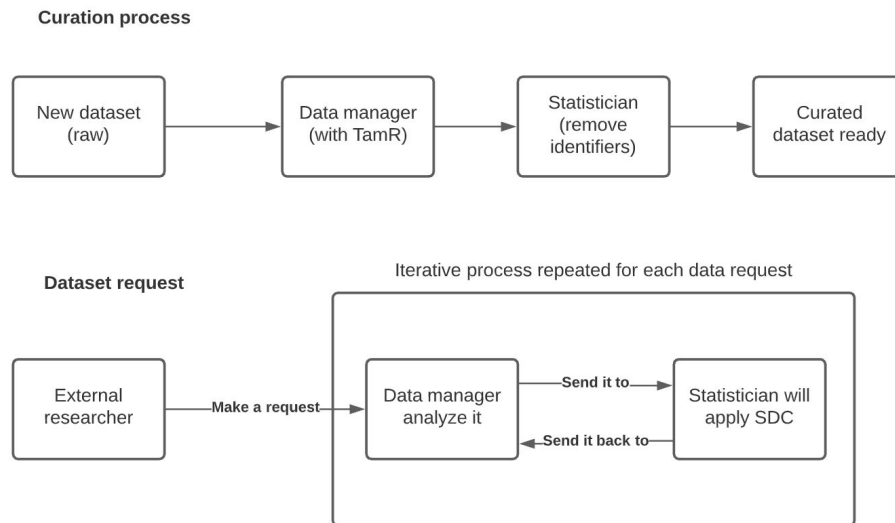 Curation process
New dataset
(raw)
Data manager
(with TamR)
Statistician
(remove
identifiers)
Curated
dataset ready
Iterative process repeated for each data request
Dataset request
External
researcher
Make a request
Data manager
analyze it
Send it to
Send it back to
Statistician will
apply SDC